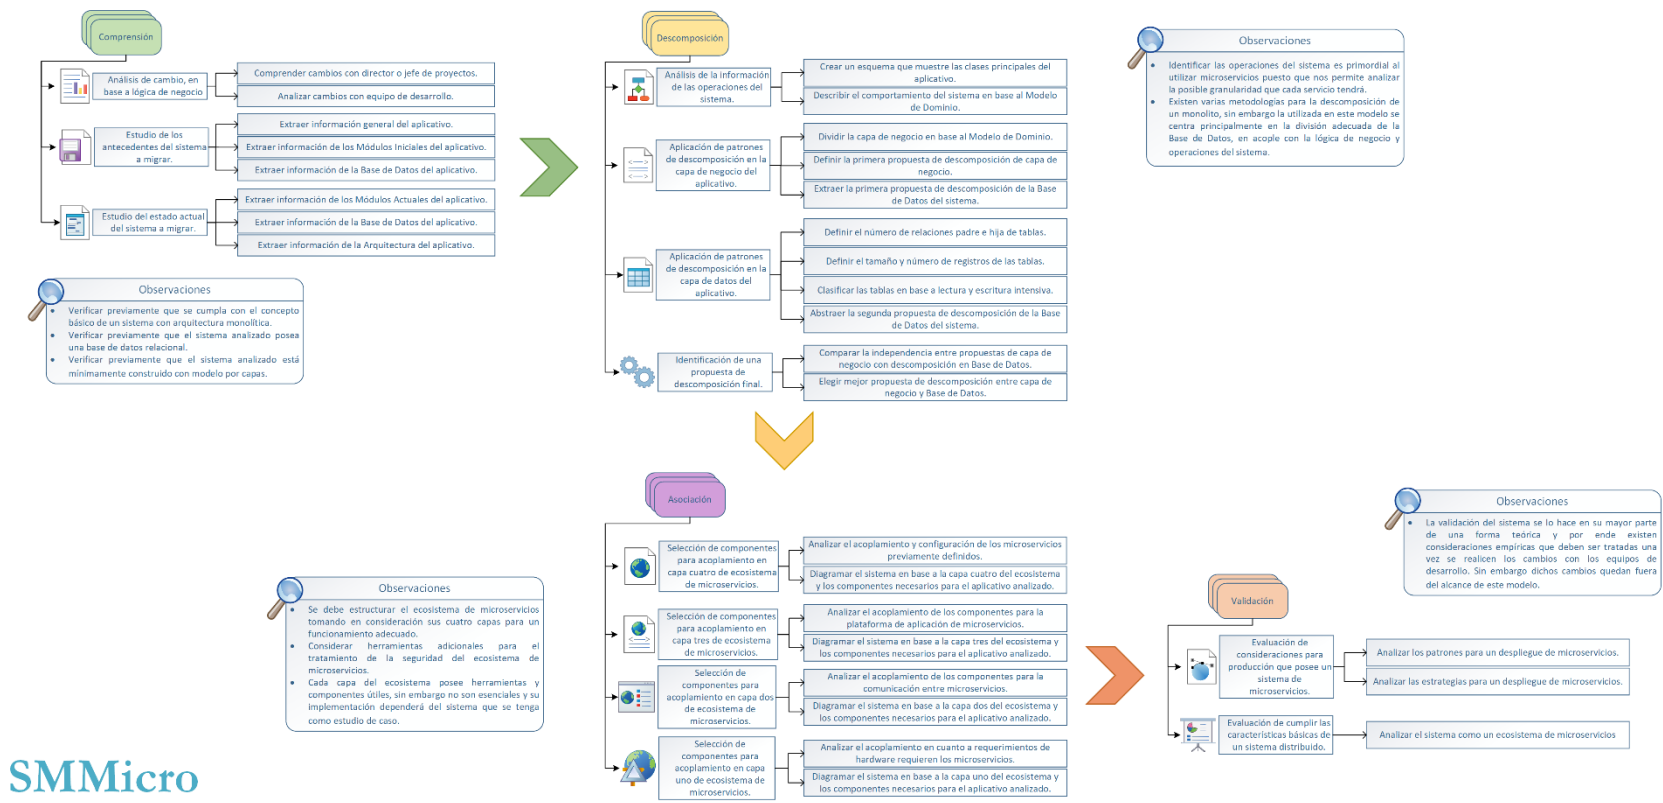 Comprensión
Análisis de cambio, en
base a lógica de negocio
Comprender cambios con director o jefe de proyectos.
Analizar cambios con equipo de desarrollo.
Estudio de los
antecedentes del sistema
a migrar.
Extraer información general del aplicativo.
Extraer información de los Módulos Iniciales del aplicativo.
Extraer información de la Base de Datos del aplicativo.
Estudio del estado actual
del sistema a migrar.
Extraer información de los Módulos Actuales del aplicativo.
Extraer información de la Base de Datos del aplicativo.
Extraer información de la Arquitectura del aplicativo.
Observaciones
• Verificar previamente que se cumpla con el concepto
básico de un sistema con arquitectura monolítica.
• Verificar previamente que el sistema analizado posea
una base de datos relacional.
• Verificar previamente que el sistema analizado está
mínimamente construido con modelo por capas.
Descomposición
Análisis de la información
de las operaciones del
sistema.
Crear un esquema que muestre las clases principales del
aplicativo.
Describir el comportamiento del sistema en base al Modelo
de Dominio.
Aplicación de patrones
de descomposición en la
capa de negocio del
aplicativo.
Dividir la capa de negocio en base al Modelo de Dominio.
Definir la primera propuesta de descomposición de capa de
negocio.
Extraer la primera propuesta de descomposición de la Base
de Datos del sistema.
Aplicación de patrones
de descomposición en la
capa de datos del
aplicativo.
Definir el número de relaciones padre e hija de tablas.
Definir el tamaño y número de registros de las tablas.
Clasificar las tablas en base a lectura y escritura intensiva.
Abstraer la segunda propuesta de descomposición de la Base
de Datos del sistema.
Identificación de una
propuesta de
descomposición final.
Comparar la independencia entre propuestas de capa de
negocio con descomposición en Base de Datos.
Elegir mejor propuesta de descomposición entre capa de
negocio y Base de Datos.
Observaciones
• Identificar las operaciones del sistema es primordial al
utilizar microservicios puesto que nos permite analizar
la posible granularidad que cada servicio tendrá.
• Existen varias metodologías para la descomposición de
un monolito, sin embargo la utilizada en este modelo se
centra principalmente en la división adecuada de la
Base de Datos, en acople con la lógica de negocio y
operaciones del sistema.
Asociación
Selección de componentes
para acoplamiento en
capa cuatro de ecosistema
de microservicios.
Analizar el acoplamiento y configuración de los microservicios
previamente definidos.
Diagramar el sistema en base a la capa cuatro del ecosistema
y los componentes necesarios para el aplicativo analizado.
Selección de componentes
para acoplamiento en
capa tres de ecosistema
de microservicios.
Analizar el acoplamiento de los componentes para la
plataforma de aplicación de microservicios.
Diagramar el sistema en base a la capa tres del ecosistema y
los componentes necesarios para el aplicativo analizado.
Selección de
componentes para
acoplamiento en capa dos
de ecosistema de
microservicios.
Analizar el acoplamiento de los componentes para la
comunicación entre microservicios.
Diagramar el sistema en base a la capa dos del ecosistema y
los componentes necesarios para el aplicativo analizado.
Selección de
componentes para
acoplamiento en capa
uno de ecosistema de
microservicios.
Analizar el acoplamiento en cuanto a requerimientos de
hardware requieren los microservicios.
Diagramar el sistema en base a la capa uno del ecosistema y
los componentes necesarios para el aplicativo analizado.
Observaciones
• Se debe estructurar el ecosistema de microservicios
tomando en consideración sus cuatro capas para un
funcionamiento adecuado.
• Considerar herramientas adicionales para el
tratamiento de la seguridad del ecosistema de
microservicios.
• Cada capa del ecosistema posee herramientas y
componentes útiles, sin embargo no son esenciales y su
implementación dependerá del sistema que se tenga
como estudio de caso.
Validación
Evaluación de
consideraciones para
producción que posee un
sistema de
microservicios.
Analizar los patrones para un despliegue de microservicios.
Analizar las estrategias para un despliegue de microservicios.
Evaluación de cumplir las
características básicas de
un sistema distribuido.
Analizar el sistema como un ecosistema de microservicios
Observaciones
• La validación del sistema se lo hace en su mayor parte
de una forma teórica y por ende existen
consideraciones empíricas que deben ser tratadas una
vez se realicen los cambios con los equipos de
desarrollo. Sin embargo dichos cambios quedan fuera
del alcance de este modelo.
SMMicro